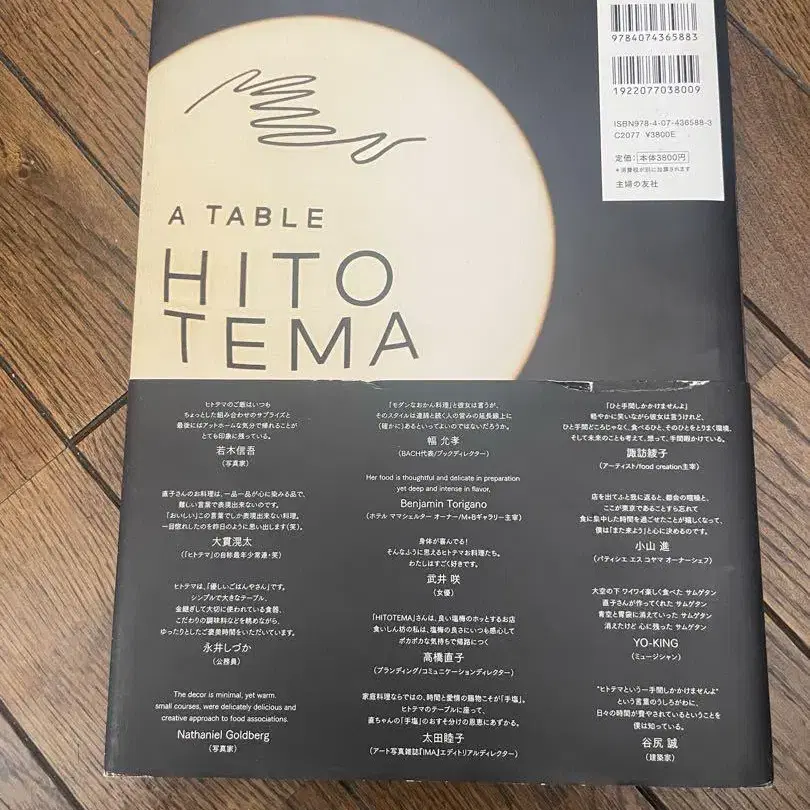 9784074365883
1922077038009
ISBN978-4-07-436588-3
C2077 ¥3800E
定価:本体3800円
*消費税が別に加算されます
主婦の友社
A TABLE
HITO
TEMA
ヒトテマのご飯はいつも
ちょっとした組み合わせのサプライズと
最後にはアットホームな気分で帰れることが
とても印象に残っている。
若木信吾
(写真家)
直子さんのお料理は、一品一品が心に染みる品で、
難しい言葉で表現出来ないのです。
「おいしい」この言葉でしか表現出来ない料理。
一目惚れしたのを昨日のように思い出します(笑)。
大貫滉太
(「ヒトテマ」の自称最年少常連・笑)
ヒトテマは、「優しいごはんやさん」です。
シンプルで大きなテーブル、
金継ぎして大切に使われている食器、
こだわりの調味料などを眺めながら、
ゆったりとしたご褒美時間をいただいています。
永井しづか
(公務員)
The decor is minimal, yet warm.
small courses, were delicately delicious and
creative approach to food associations.
Nathaniel Goldberg
(写真家)
「モダンなおかん料理」と彼女は言うが、
そのスタイルは連綿と続く人の営みの延長線上に
(確かに)あるといってよいのではないだろうか。
幅 允孝
(BACH代表/ブックディレクター)
Her food is thoughtful and delicate in preparation
yet deep and intense in flavor.
Benjamin Torigano
(ホテル ママシェルター オーナー/M+Bギャラリー主宰)
身体が喜んでる!
そんなふうに思えるヒトテマお料理たち。
わたしはすごく好きです。
武井 咲
(女優)
「HITOTEMA」さんは、良い塩梅のホッとするお店
食いしん坊の私は、塩梅の良さにいつも感心して
ポカポカな気持ちで帰路につく
高橋直子
(ブランディング/コミュニケーションディレクター)
家庭料理ならではの、時間と愛情の賜物こそが「手塩」。
ヒトテマのテーブルに座って、
直ちゃんの「手塩」のおすそ分けの恩恵にあずかる。
太田睦子
(アート写真雑誌『IMA』エディトリアルディレクター)
「ひと手間しかかけませんよ」
軽やかに笑いながら彼女は言うけれど、
ひと手間どころじゃなく、食べるひと、そのひとをとりまく環境、
そして未来のことも考えて、想って、手間暇かけている。
諏訪綾子
(アーティスト/food creation主宰)
店を出てふと我に返ると、都会の喧騒と、
ここが東京であることすら忘れて
食に集中した時間を過ごせたことが嬉しくなって、
僕は「また来よう」と心に決めるのです。
小山 進
(パティシエ エス コヤマ オーナーシェフ)
大空の下 ワイワイ楽しく食べた サムゲタン
直子さんが作ってくれた サムゲタン
青空と胃袋に消えていった サムゲタン
消えたけど 心に残った サムゲタン
YO-KING
(ミュージシャン)
"ヒトテマという一手間しかかけませんよ"
という言葉のうしろがわに、
日々の時間が費やされているということを
僕は知っている。
谷尻 誠
(建築家)